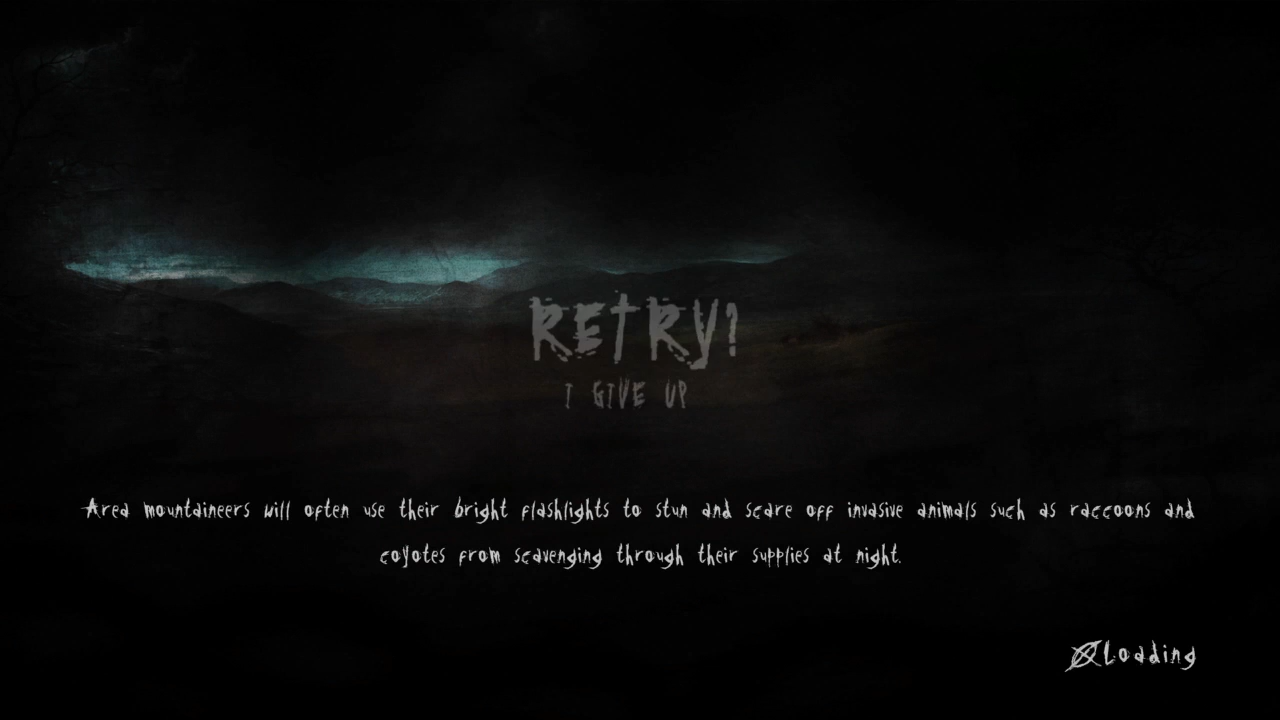 RETRY?
I GIVE UP
Area mountaineers will often use their bright flashlights to stun and scare off invasive animals such as raccoons and
coyotes from scavenging through their supplies at night.
Loading